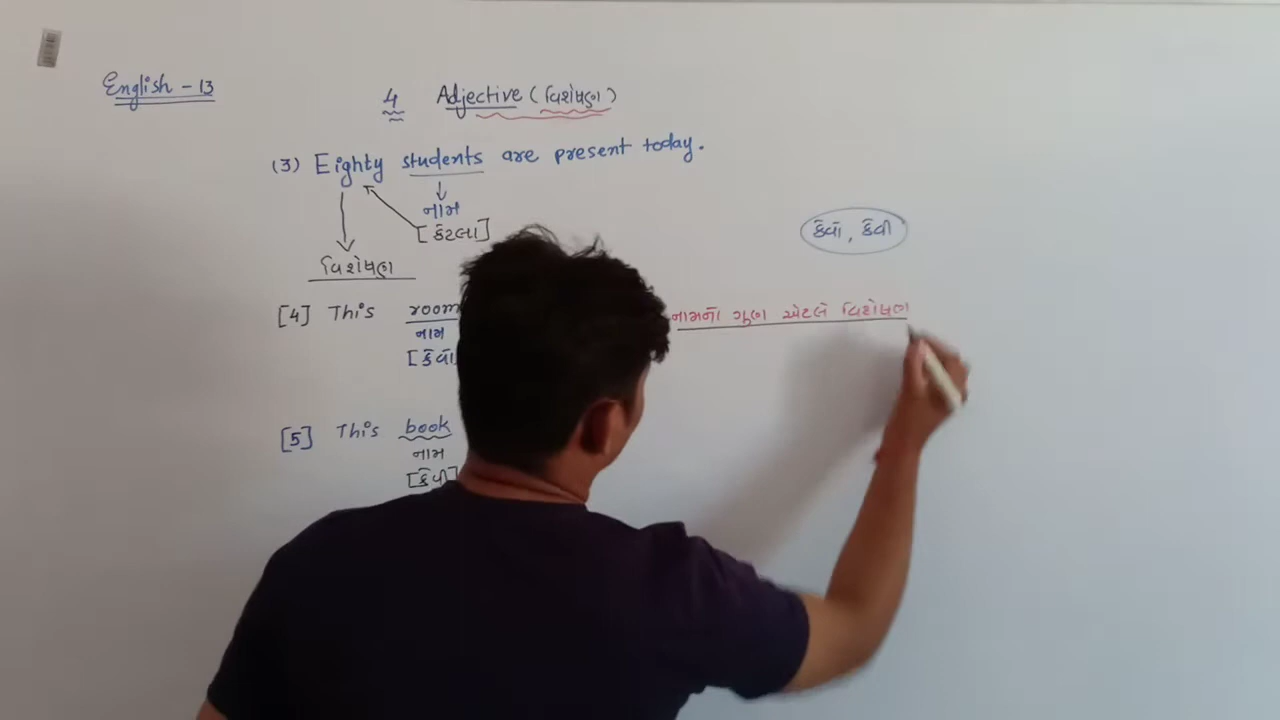 English - 13
4 Adjective (વિશેષણ)
(3) Eighty students are present today.
નામ
[કેટલા]
કેવાં, કેવી
વિશેષણ
[4] This room નામનો ગુણ એટલે વિશેષણ
નામ
[કેવાં
[5] This book
નામ
[કેવી]